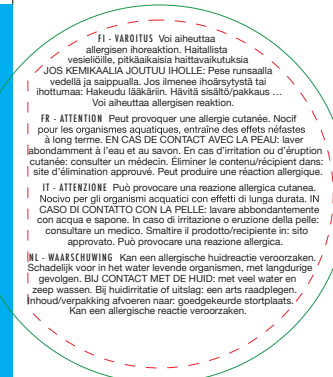 FI - VAROITUS Voi aiheuttaa
allergisen ihoreaktion. Haitallista
vesieliöille, pitkäaikaisia haittavaikutuksia
JOS KEMIKAALIA JOUTUU IHOLLE: Pese runsaalla
vedellä ja saippualla. Jos ilmenee ihoärsytystä tai
ihottumaa: Hakeudu lääkäriin. Hävitä sisältö/pakkaus ...
Voi aiheuttaa allergisen reaktion.
FR - ATTENTION Peut provoquer une allergie cutanée. Nocif
pour les organismes aquatiques, entraîne des effets néfastes
à long terme. EN CAS DE CONTACT AVEC LA PEAU: laver
abondamment à l'eau et au savon. En cas d'irritation ou d'éruption
cutanée: consulter un médecin. Éliminer le contenu/récipient dans:
site d'élimination approuvé. Peut produire une réaction allergique.
IT - ATTENZIONE Può provocare una reazione allergica cutanea.
Nocivo per gli organismi acquatici con effetti di lunga durata. IN
CASO DI CONTATTO CON LA PELLE: lavare abbondantemente
con acqua e sapone. In caso di irritazione o eruzione della pelle:
consultare un medico. Smaltire il prodotto/recipiente in: sito
approvato. Può provocare una reazione allergica.
NL - WAARSCHUWING Kan een allergische huidreactie veroorzaken.
Schadelijk voor in het water levende organismen, met langdurige
gevolgen. BIJ CONTACT MET DE HUID: met veel water en
zeep wassen. Bij huidirritatie of uitslag: een arts raadplegen.
Inhoud/verpakking afvoeren naar: goedgekeurde stortplaats.
Kan een allergische reactie veroorzaken.